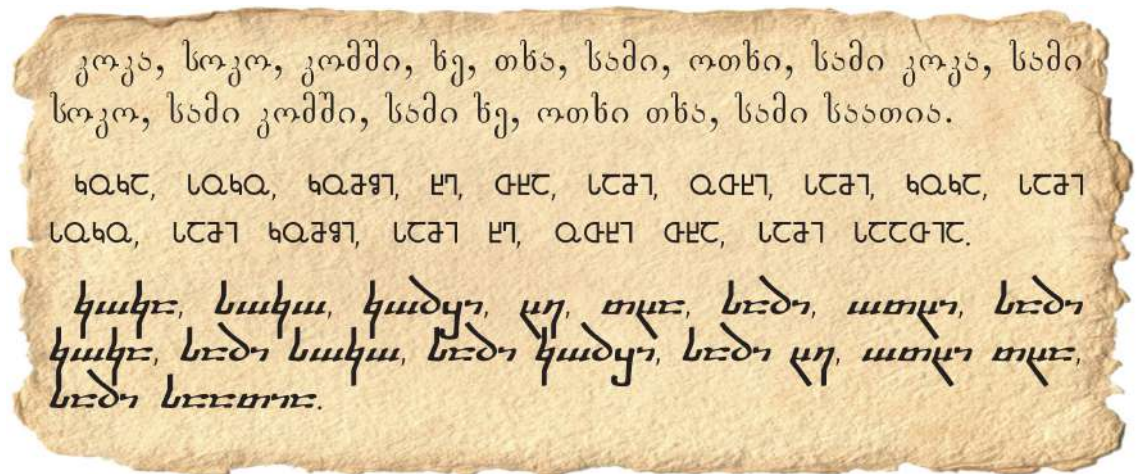 კოკა, სოკო, კომში, ხე, თხა, სამი, ოთხი, სამი კოკა, სამი
სოკო, სამი კომში, სამი ხე, ოთხი თხა, სამი საათია.
ႩႭႩႠ, ႱႭႩႭ, ႩႭႫႸႨ, ႾႤ, ႧႾႠ, ႱႠႫႨ, ႭႧႾႨ, ႱႠႫႨ, ႩႭႩႠ, ႱႠႫႨ
ႱႭႩႭ, ႱႠႫႨ ႩႭႫႸႨ, ႱႠႫႨ ႾႤ, ႭႧႾႨ ႧႾႠ, ႱႠႫႨ ႱႠႠႧႨႠ.
ⴉⴍⴉⴀ, ⴑⴍⴉⴍ, ⴉⴍⴋⴘⴈ, ⴞⴄ, ⴇⴞⴀ, ⴑⴀⴋⴈ, ⴍⴇⴞⴈ, ⴑⴀⴋⴈ
ⴉⴍⴉⴀ, ⴑⴀⴋⴈ ⴑⴍⴉⴍ, ⴑⴀⴋⴈ ⴉⴍⴋⴘⴈ, ⴑⴀⴋⴈ ⴞⴄ, ⴍⴇⴞⴈ ⴇⴞⴀ,
ⴑⴀⴋⴈ ⴑⴀⴀⴇⴈⴀ.